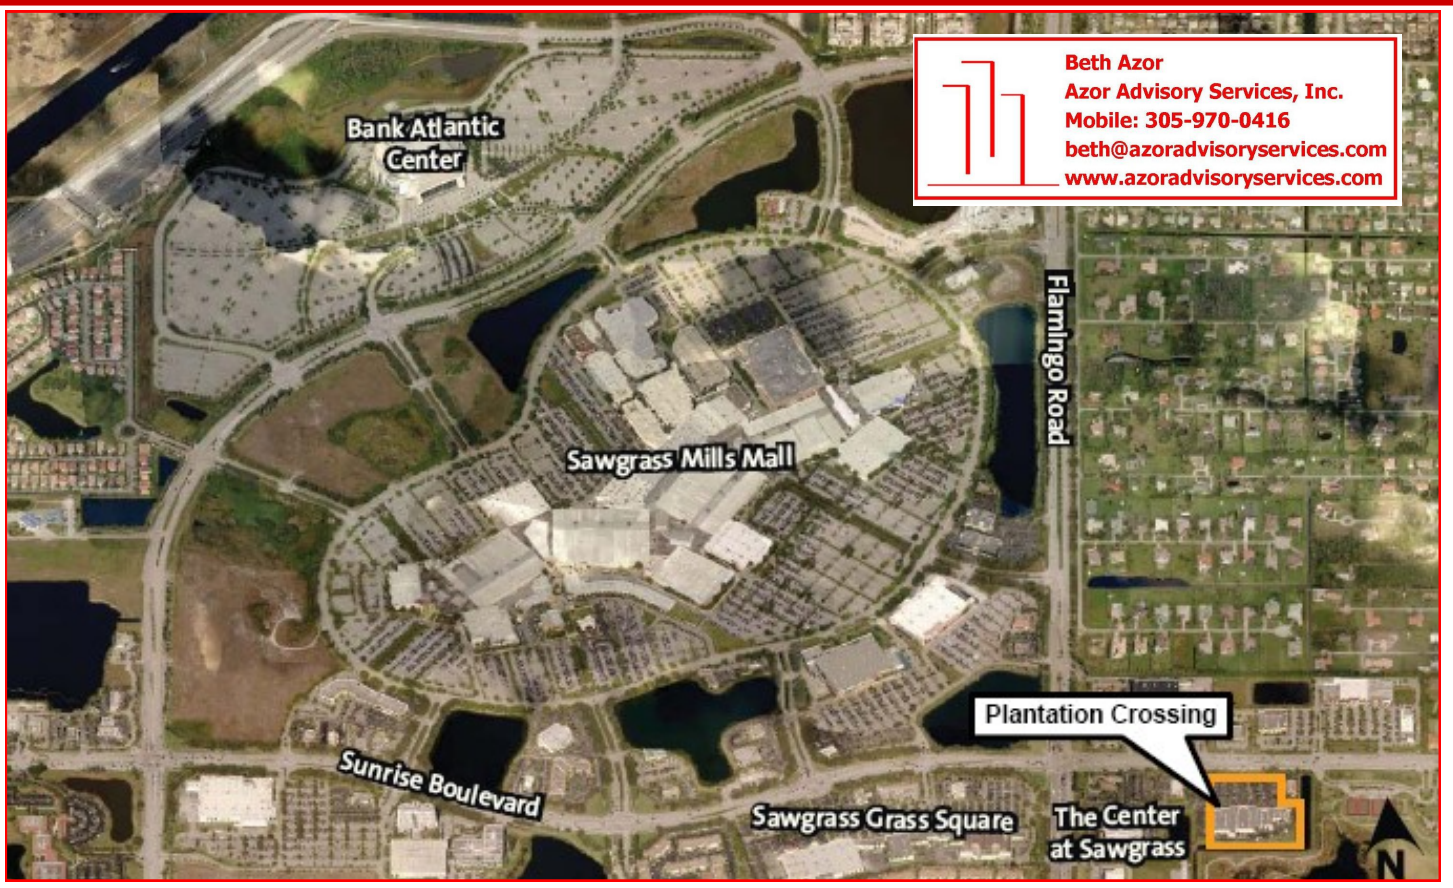 Beth Azor
Azor Advisory Services, Inc.
Mobile: 305-970-0416
beth@azoradvisoryservices.com
www.azoradvisoryservices.com
Bank Atlantic
Center
Flamingo Road
Sawgrass Mills Mall
Plantation Crossing
Sunrise Boulevard
Sawgrass Grass Square
The Center
at Sawgrass
N